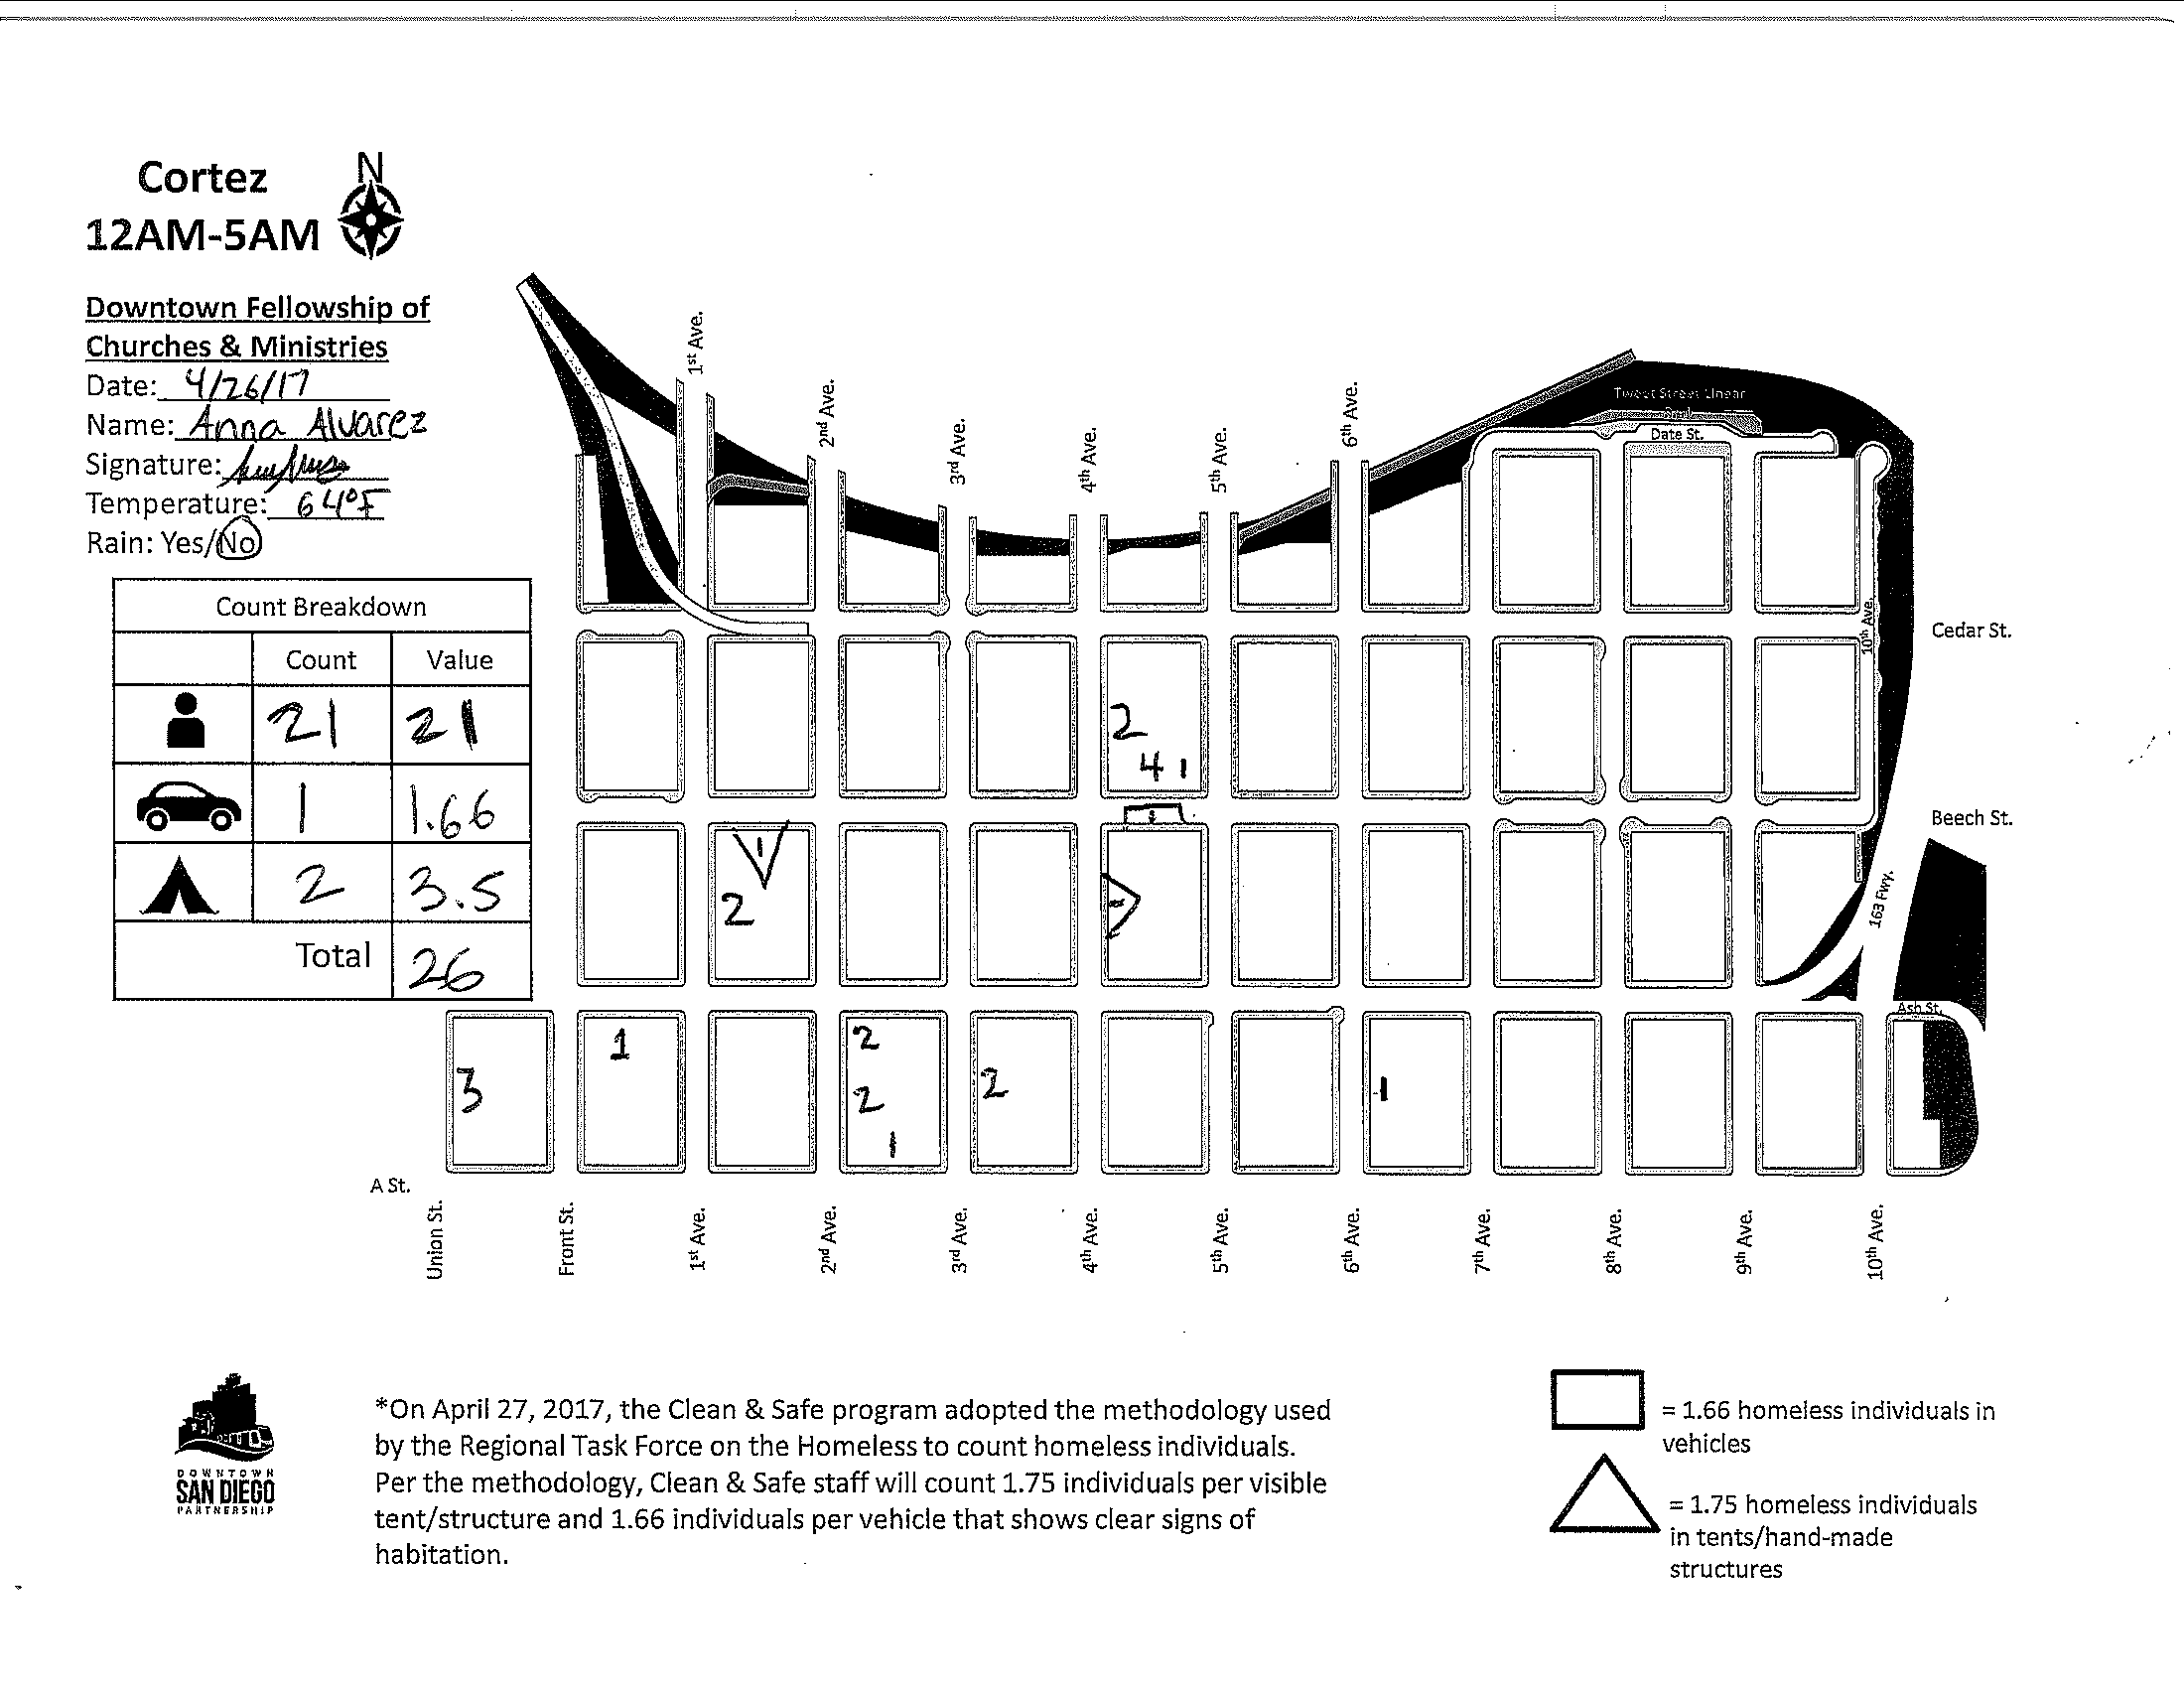 Cortez
12AM-5AM
N
Downtown Fellowship of
Churches & Ministries
Date: 4/26/17
Name: Anna Alvarez
Signature:
Temperature: 64°F
Rain: Yes/No
Count Breakdown
Count Value
21 21
1 1.66
2 3.5
Total 26
1st Ave.
2nd Ave.
3rd Ave.
4th Ave.
5th Ave.
6th Ave.
Tweet Street Linear
Park
Date St.
10th Ave.
Cedar St.
2
4 1
Beech St.
1
1
2
1
163 Fwy.
Ash St.
3
1
2
2
1
2
1
A St.
Union St.
Front St.
1st Ave.
2nd Ave.
3rd Ave.
4th Ave.
5th Ave.
6th Ave.
7th Ave.
8th Ave.
9th Ave.
10th Ave.
DOWNTOWN
SAN DIEGO
PARTNERSHIP
*On April 27, 2017, the Clean & Safe program adopted the methodology used
by the Regional Task Force on the Homeless to count homeless individuals.
Per the methodology, Clean & Safe staff will count 1.75 individuals per visible
tent/structure and 1.66 individuals per vehicle that shows clear signs of
habitation.
= 1.66 homeless individuals in
vehicles
= 1.75 homeless individuals
in tents/hand-made
structures